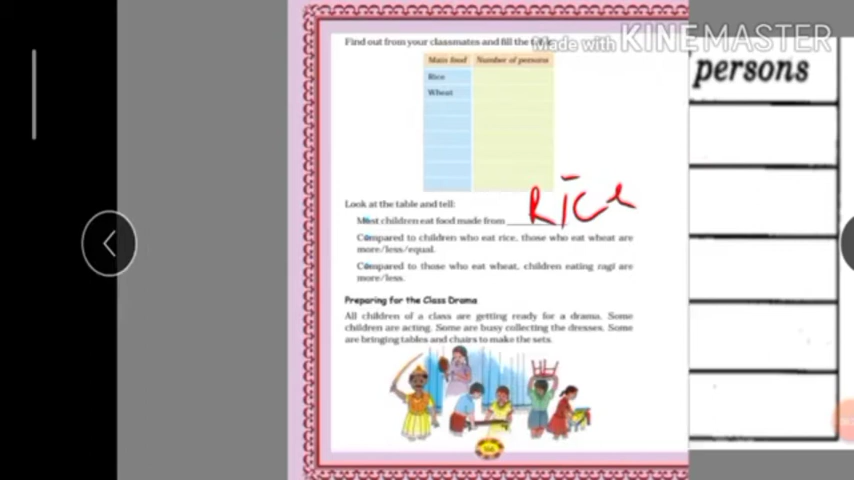 Find out from your classmates and fill the
Made with KINEMASTER
Main food Number of persons
Rice
Wheat
persons
RICe
Look at the table and tell:
Most children eat food made from
Compared to children who eat rice, those who eat wheat are
more/less/equal.
Compared to those who eat wheat, children eating ragi are
more/less.
Preparing for the Class Drama
All children of a class are getting ready for a drama. Some
children are acting. Some are busy collecting the dresses. Some
are bringing tables and chairs to make the sets.